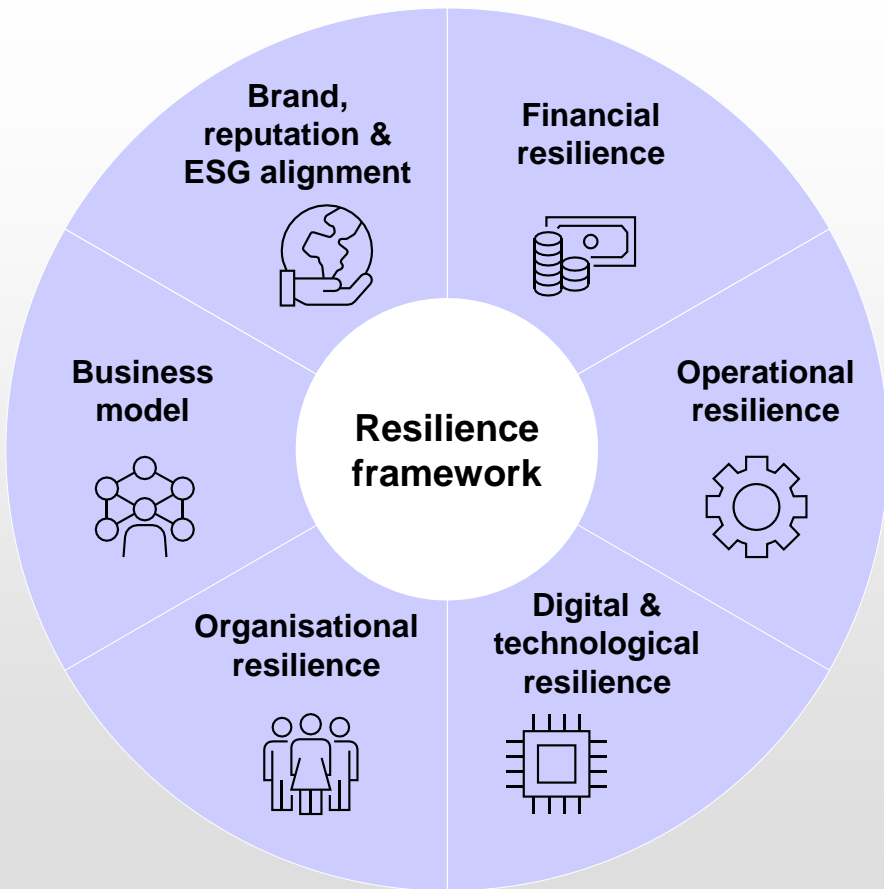 Brand,
reputation &
ESG alignment
Financial
resilience
Business
model
Resilience
framework
Operational
resilience
Organisational
resilience
Digital &
technological
resilience